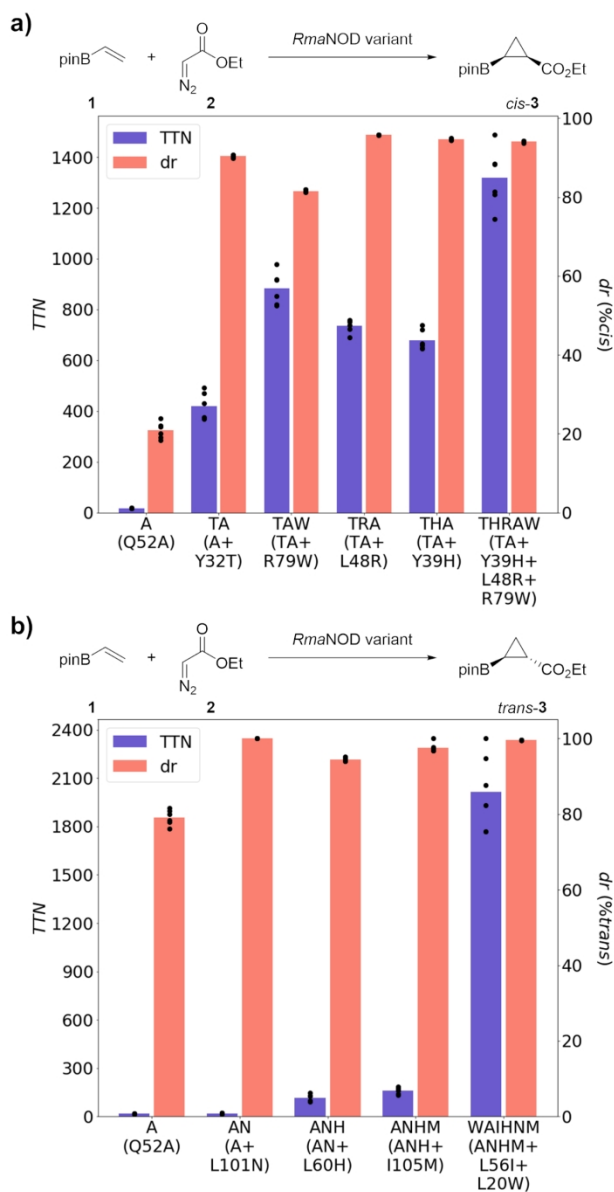 a)
RmaNOD variant
pinB
+
O
OEt
N2
pinB
CO2Et
1
2
cis-3
TTN
dr
1400
1200
1000
800
600
400
200
0
TTN
100
80
60
40
20
0
dr (%cis)
A
(Q52A)
TA
(A+
Y32T)
TAW
(TA+
R79W)
TRA
(TA+
L48R)
THA
(TA+
Y39H)
THRAW
(TA+
Y39H+
L48R+
R79W)
b)
RmaNOD variant
pinB
+
O
OEt
N2
pinB
CO2Et
1
2
trans-3
TTN
dr
2400
2100
1800
1500
1200
900
600
300
0
TTN
100
80
60
40
20
0
dr (%trans)
A
(Q52A)
AN
(A+
L101N)
ANH
(AN+
L60H)
ANHM
(ANH+
I105M)
WAIHNM
(ANHM+
L56I+
L20W)